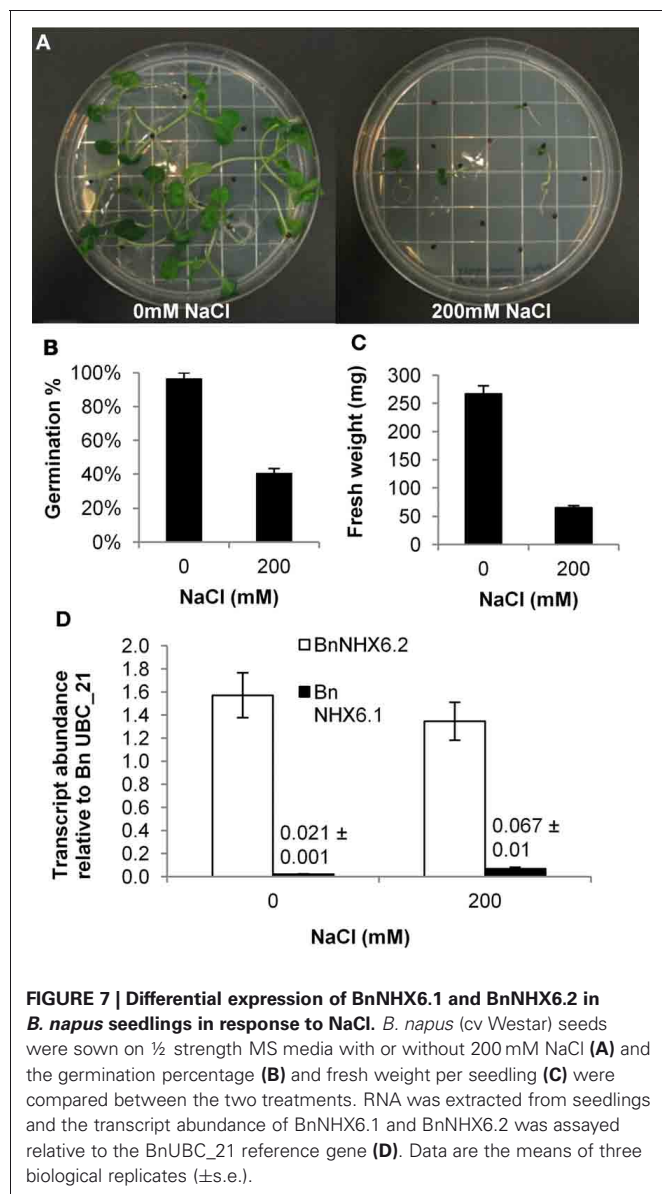 A
0mM NaCl
200mM NaCl
B
Germination %
100%
80%
60%
40%
20%
0%
0
200
NaCl (mM)
C
Fresh weight (mg)
300
250
200
150
100
50
0
0
200
NaCl (mM)
D
Transcript abundance
relative to Bn UBC_21
2.0
1.8
1.6
1.4
1.2
1.0
0.8
0.6
0.4
0.2
0.0
BnNHX6.2
Bn
NHX6.1
0.021 ±
0.001
0.067 ±
0.01
0
200
NaCl (mM)
FIGURE 7 | Differential expression of BnNHX6.1 and BnNHX6.2 in
B. napus seedlings in response to NaCl. B. napus (cv Westar) seeds
were sown on ½ strength MS media with or without 200 mM NaCl (A) and
the germination percentage (B) and fresh weight per seedling (C) were
compared between the two treatments. RNA was extracted from seedlings
and the transcript abundance of BnNHX6.1 and BnNHX6.2 was assayed
relative to the BnUBC_21 reference gene (D). Data are the means of three
biological replicates (±s.e.).